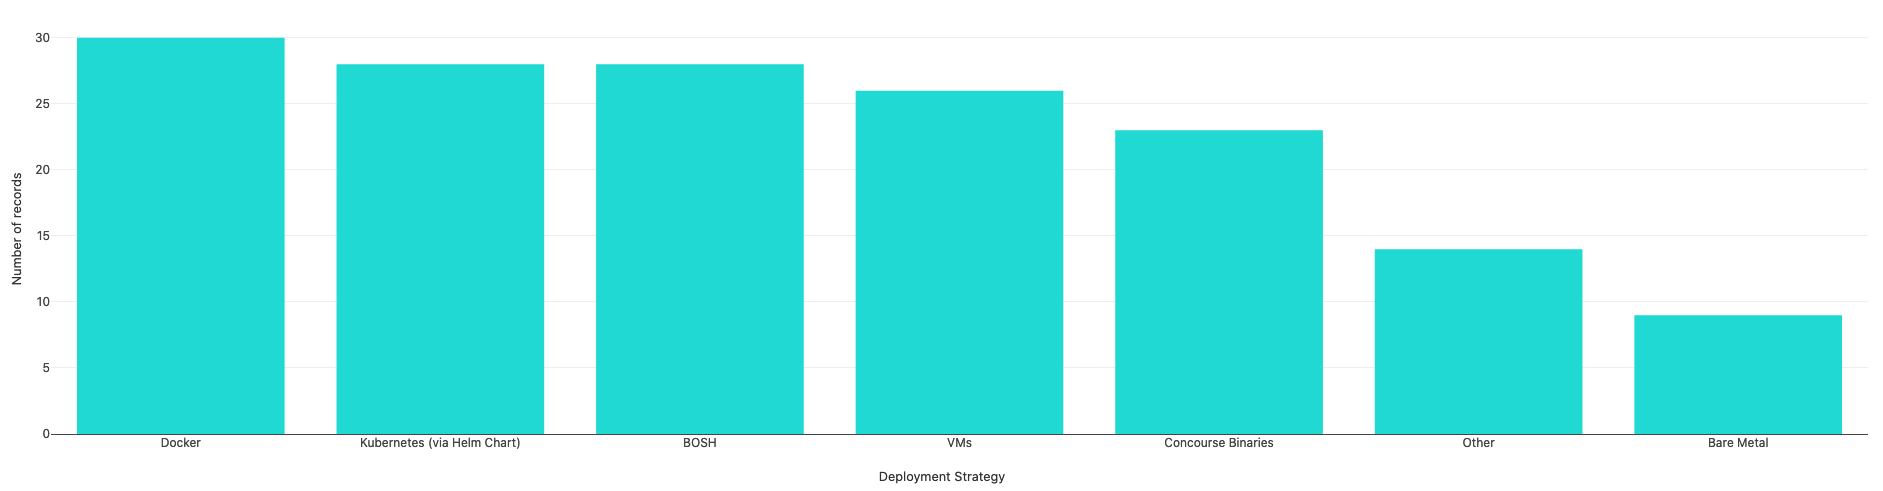 Number of records
30
25
20
15
10
5
0
Docker
Kubernetes (via Helm Chart)
BOSH
VMs
Concourse Binaries
Other
Bare Metal
Deployment Strategy